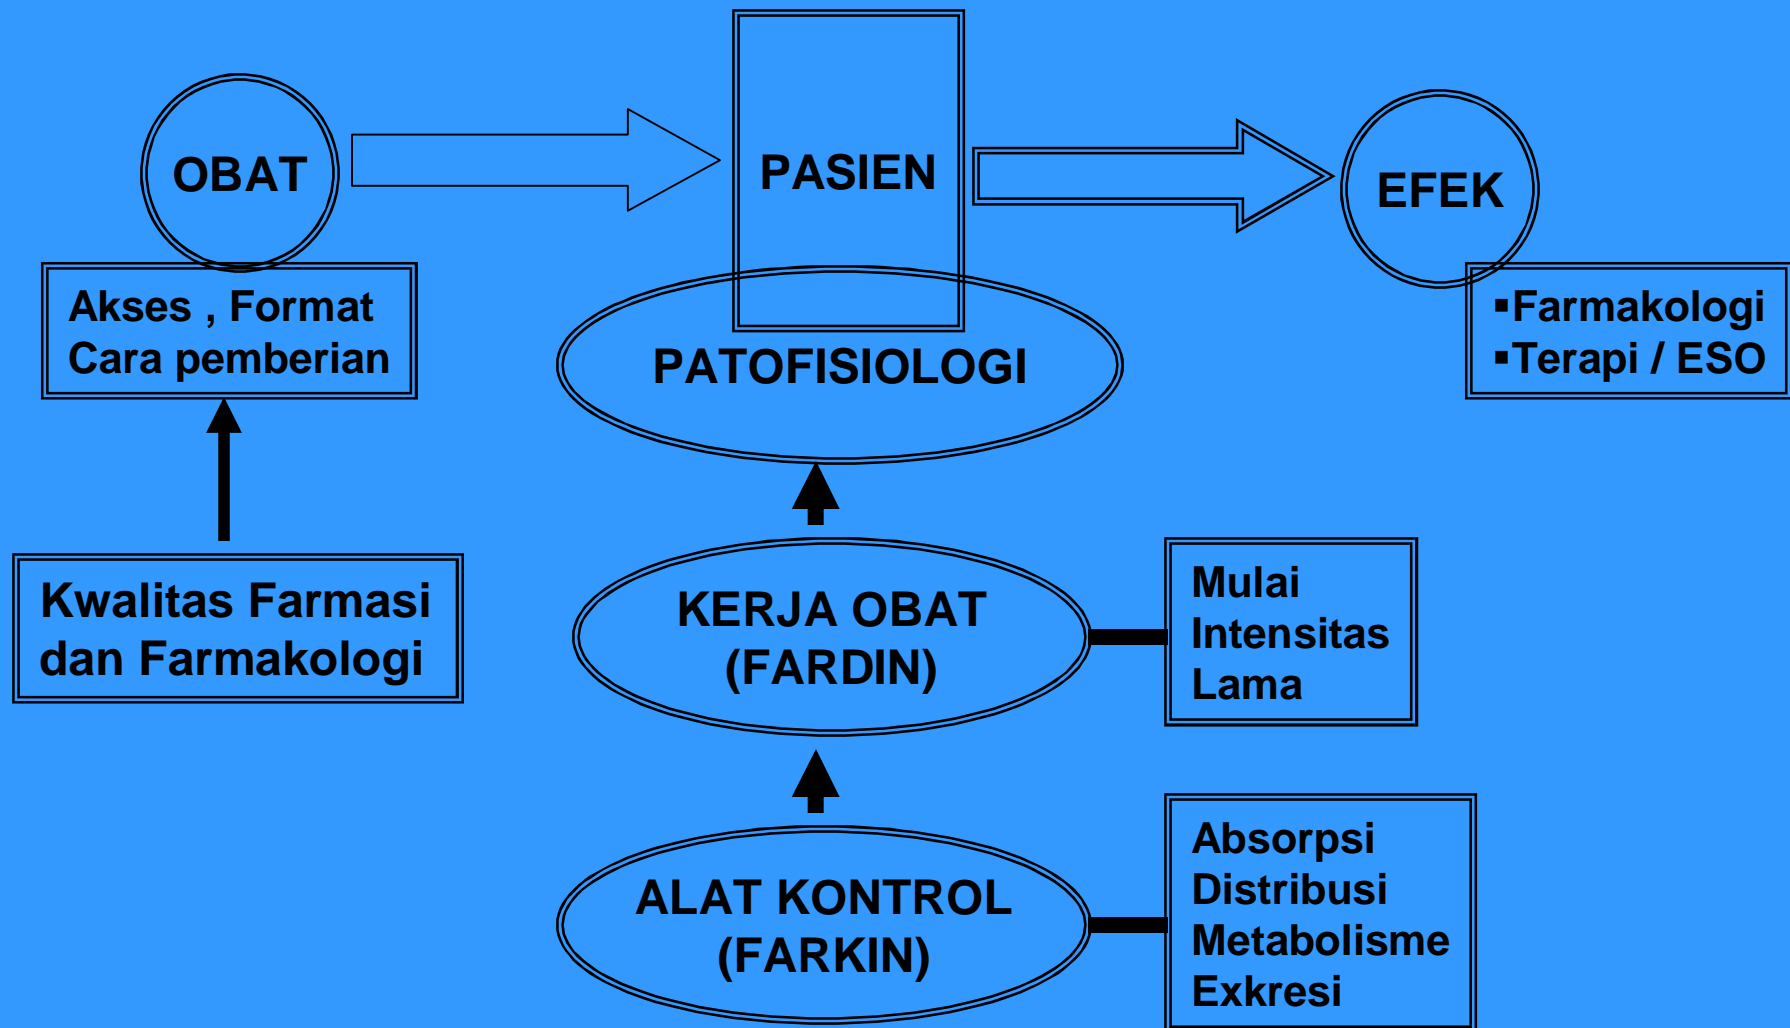 OBAT
PASIEN
EFEK
Akses , Format
Cara pemberian
PATOFISIOLOGI
▪Farmakologi
▪Terapi / ESO
Kwalitas Farmasi
dan Farmakologi
KERJA OBAT
(FARDIN)
Mulai
Intensitas
Lama
ALAT KONTROL
(FARKIN)
Absorpsi
Distribusi
Metabolisme
Exkresi